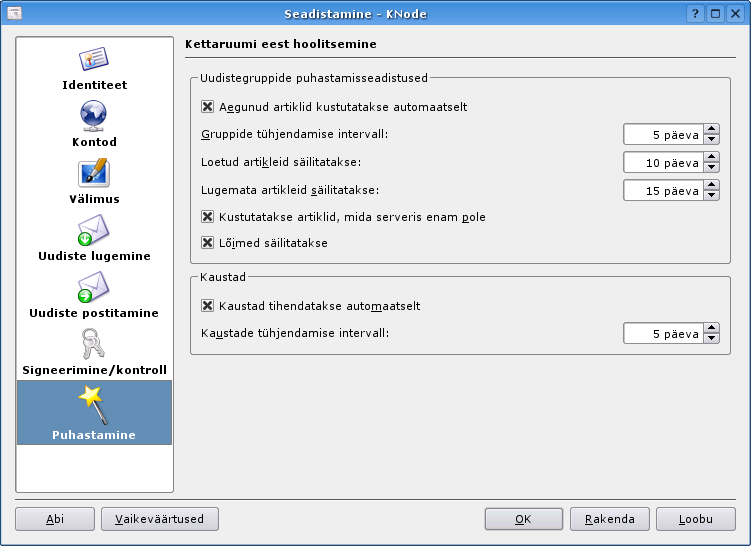 Seadistamine - KNode
Identiteet
Kontod
Välimus
Uudiste lugemine
Uudiste postitamine
Signeerimine/kontroll
Puhastamine
Kettaruumi eest hoolitsemine
Uudistegruppide puhastamisseadistused
Aegunud artiklid kustutatakse automaatselt
Gruppide tühjendamise intervall: 5 päeva
Loetud artikleid säilitatakse: 10 päeva
Lugemata artikleid säilitatakse: 15 päeva
Kustutatakse artiklid, mida serveris enam pole
Lõimed säilitatakse
Kaustad
Kaustad tihendatakse automaatselt
Kaustade tühjendamise intervall: 5 päeva
Abi Vaikeväärtused OK Rakenda Loobu